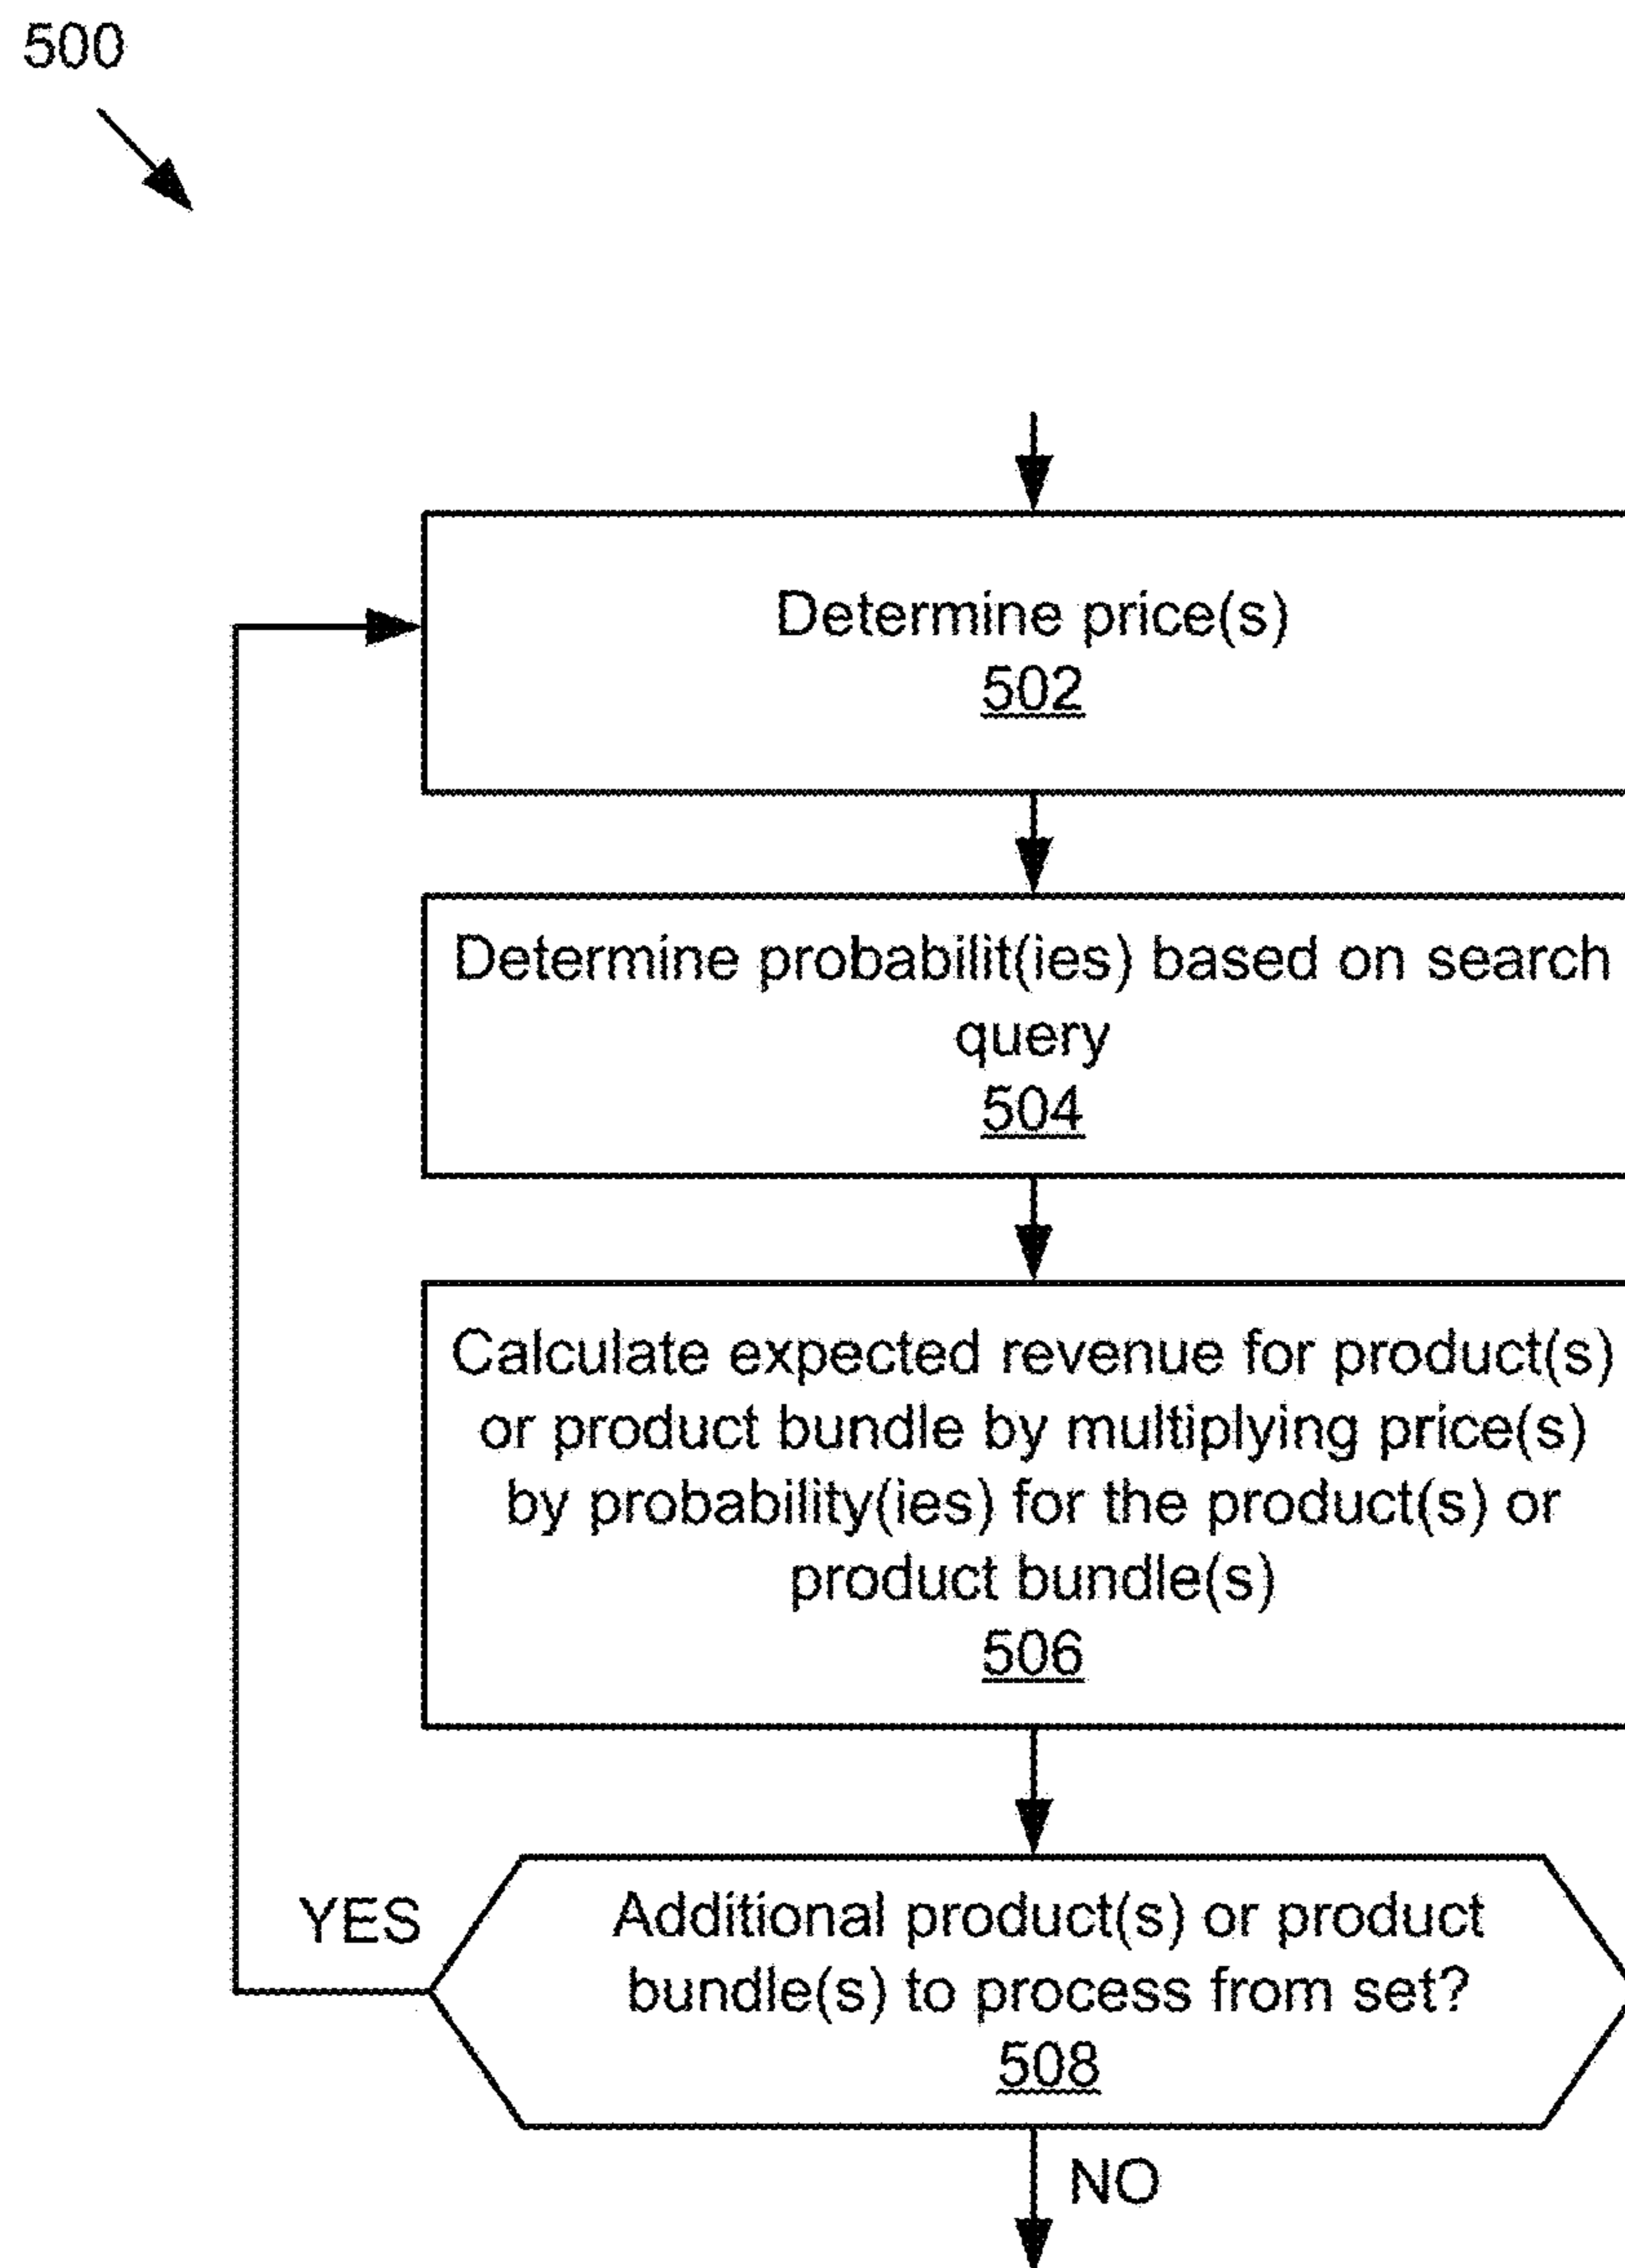 500
Determine price(s)
502
Determine probabilit(ies) based on search
query
504
Calculate expected revenue for product(s)
or product bundle by multiplying price(s)
by probability(ies) for the product(s) or
product bundle(s)
506
YES
Additional product(s) or product
bundle(s) to process from set?
508
NO